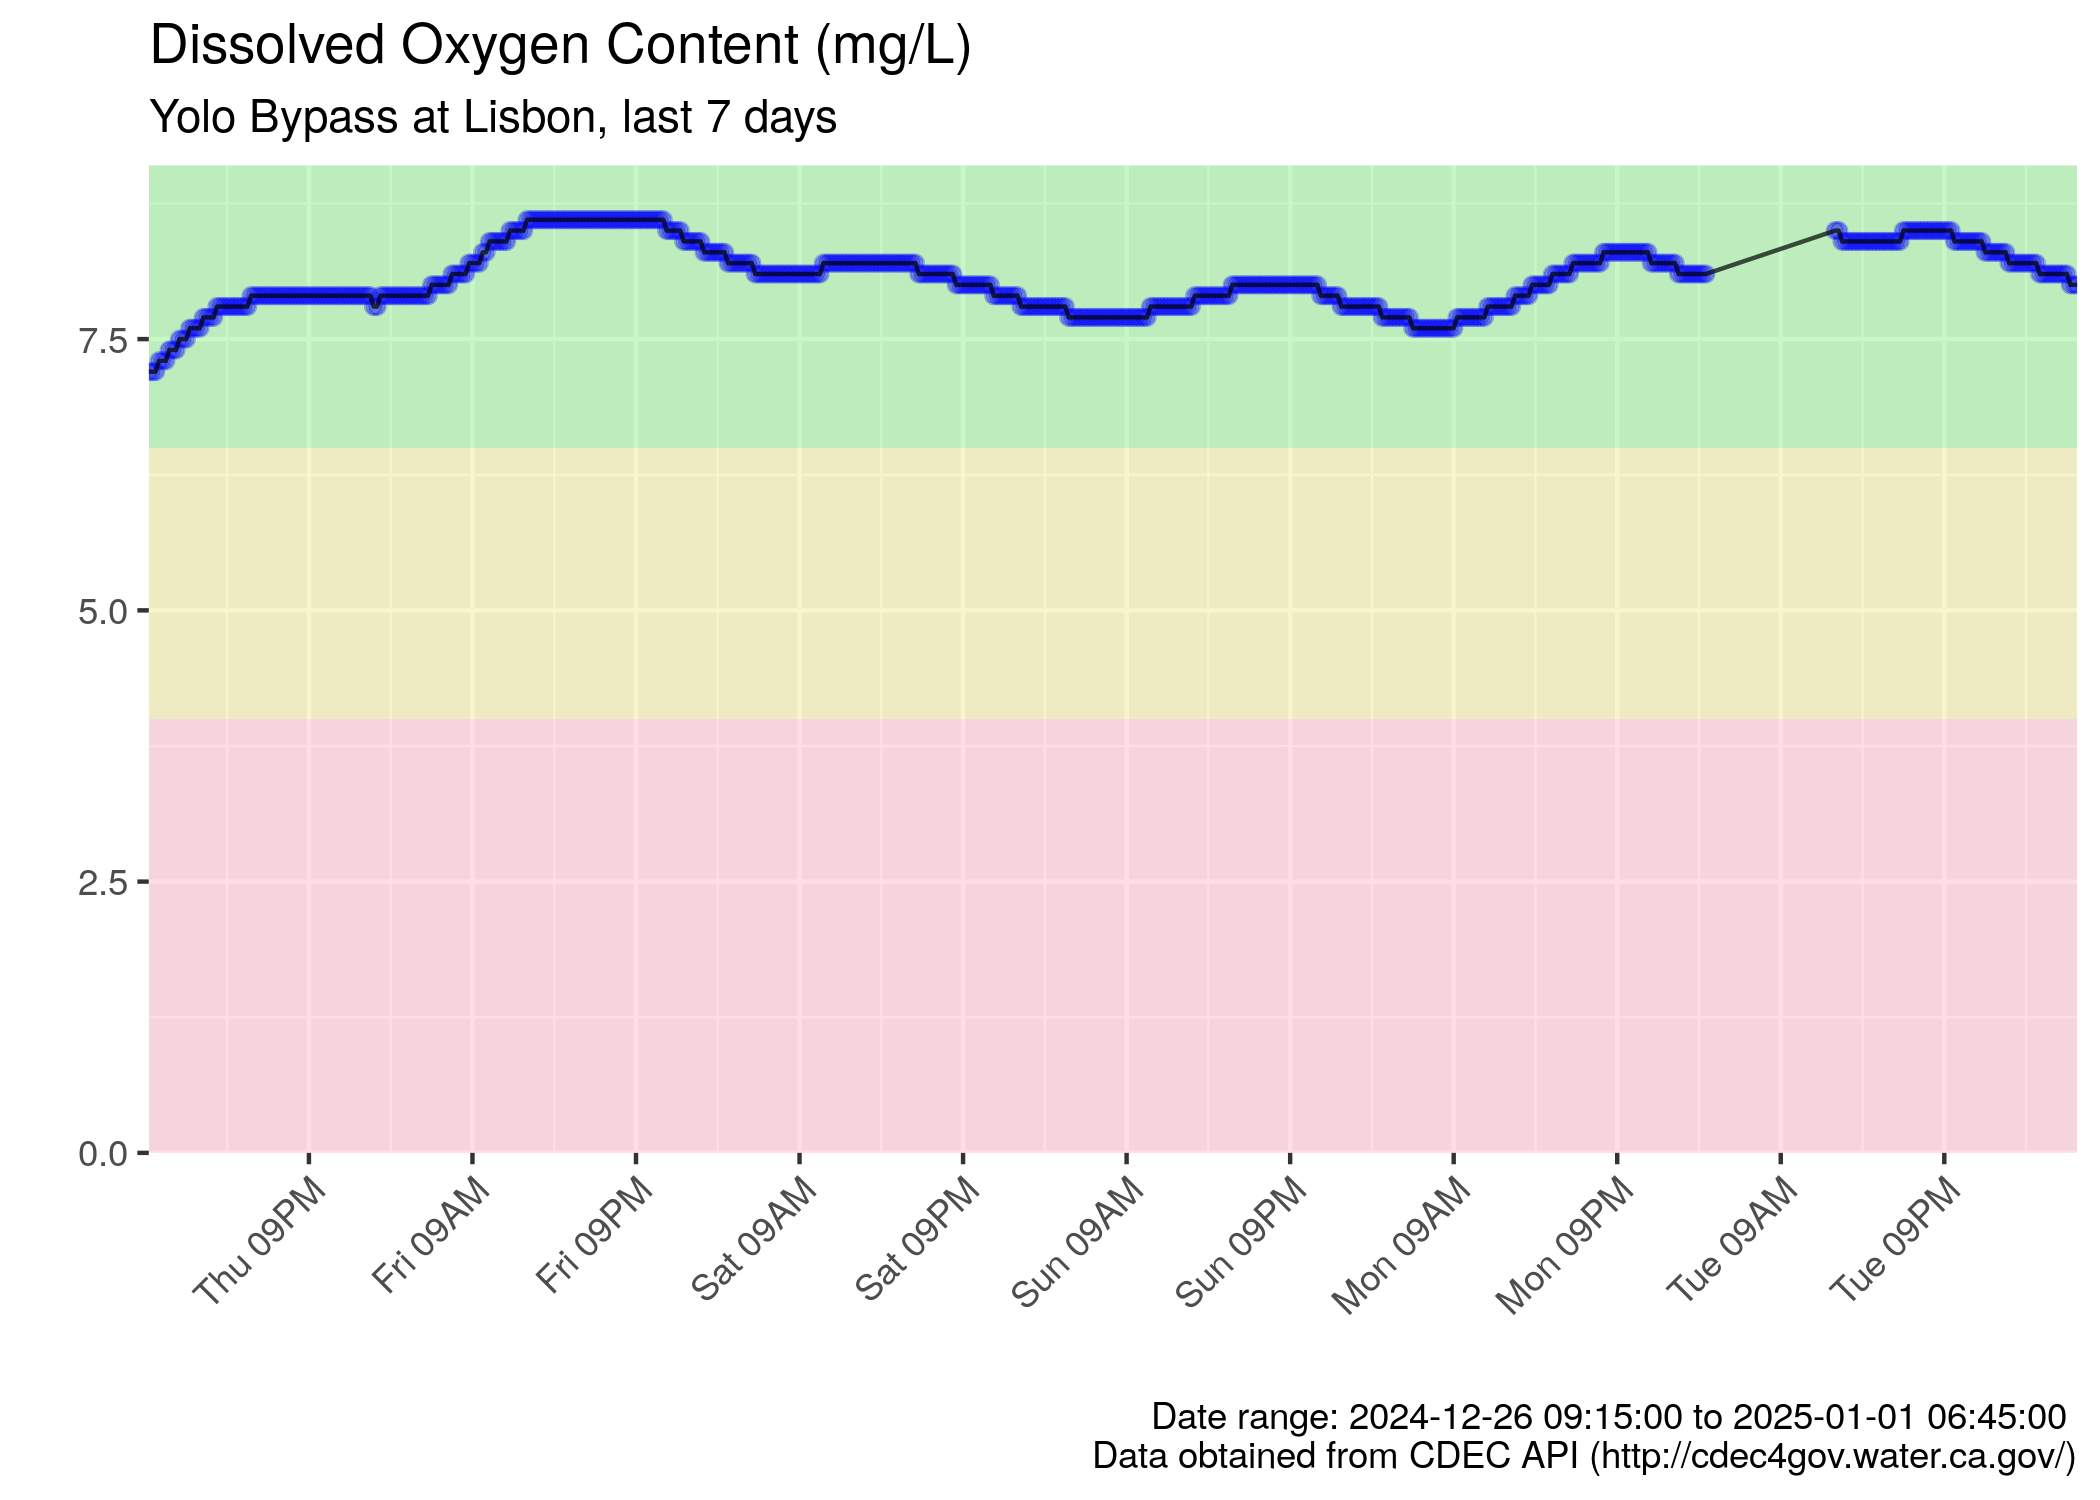 Dissolved Oxygen Content (mg/L)
Yolo Bypass at Lisbon, last 7 days
7.5
5.0
2.5
0.0
Thu 09PM
Fri 09AM
Fri 09PM
Sat 09AM
Sat 09PM
Sun 09AM
Sun 09PM
Mon 09AM
Mon 09PM
Tue 09AM
Tue 09PM
Date range: 2024-12-26 09:15:00 to 2025-01-01 06:45:00
Data obtained from CDEC API (http://cdec4gov.water.ca.gov/)